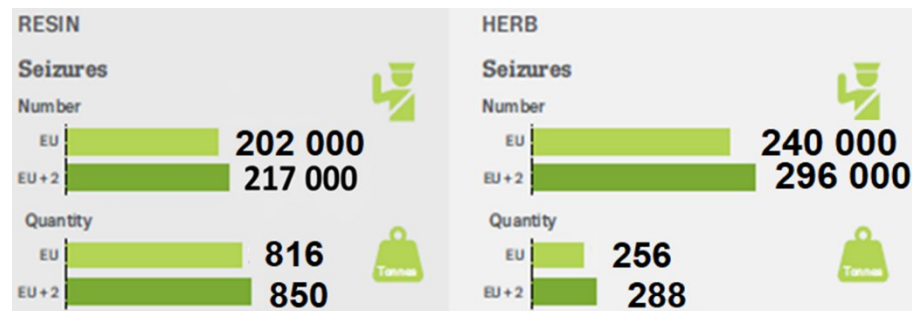 RESIN
Seizures
Number
EU 202 000
EU + 2 217 000
Quantity
EU 816
Tonnes
EU + 2 850
HERB
Seizures
Number
EU 240 000
EU + 2 296 000
Quantity
EU 256
Tonnes
EU + 2 288